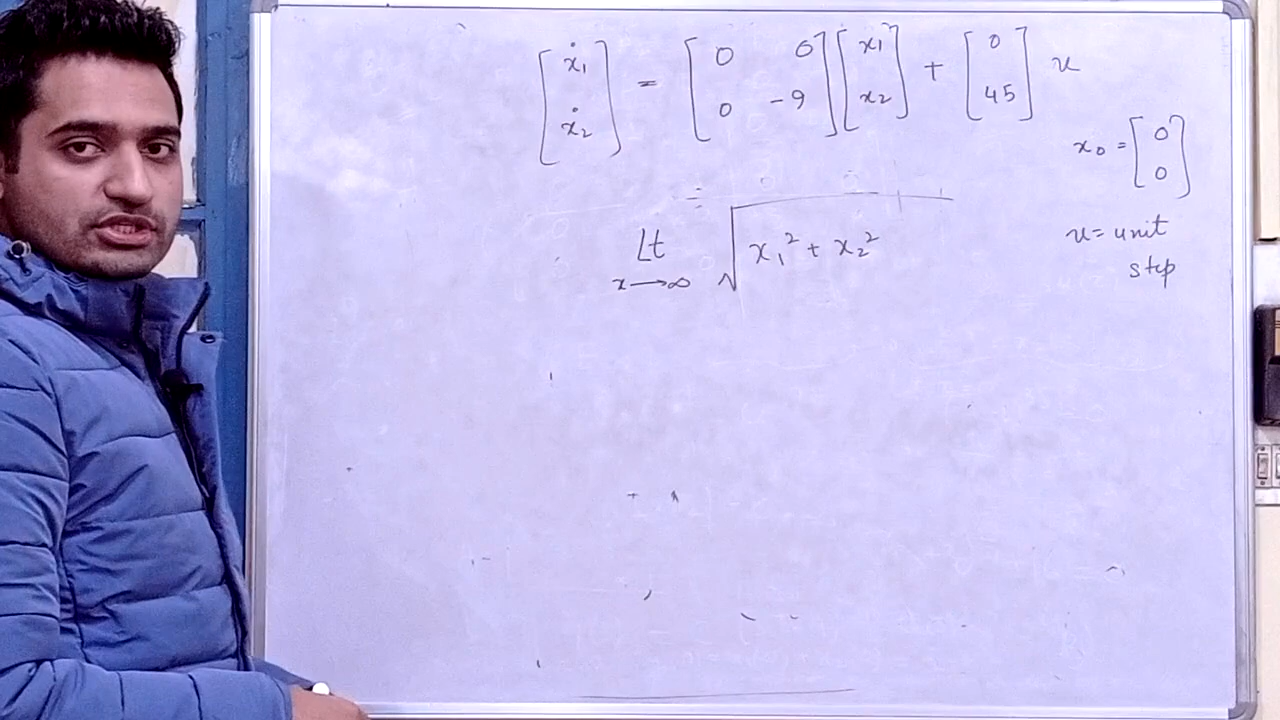 [ẋ₁ ẋ₂] = [0 0 0 -9] [x₁ x₂] + [0 45] u
x₀ = [0 0]
Lt x→∞ √x₁² + x₂²
u = unit
step